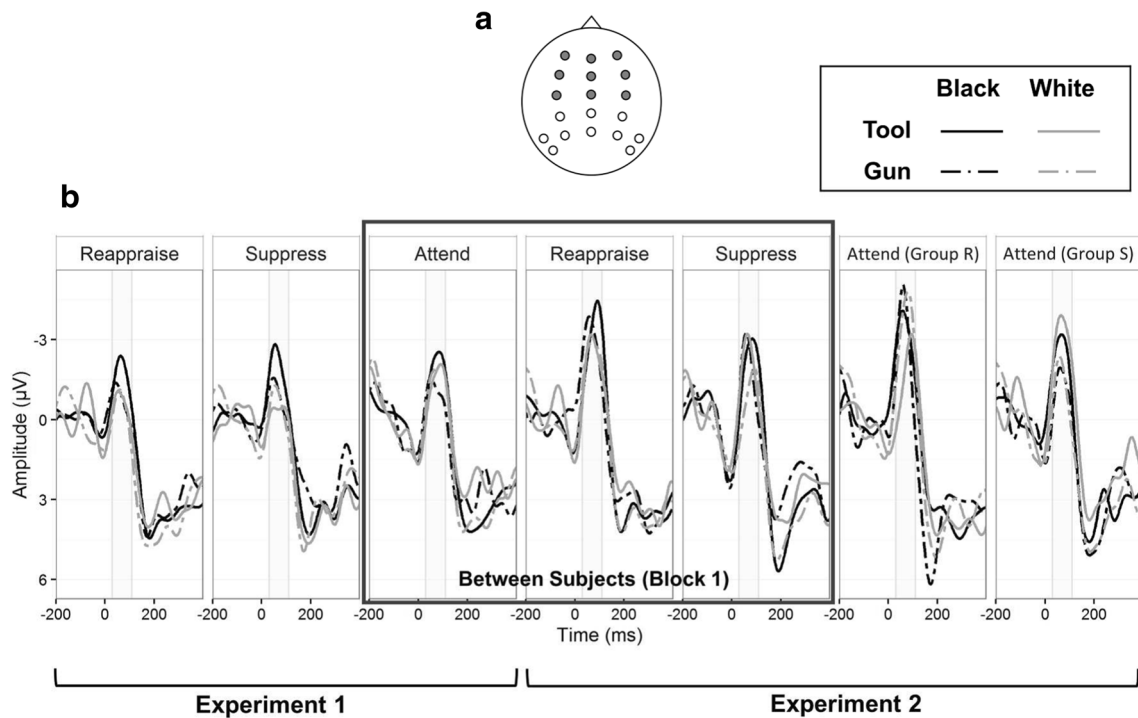 a
Black White
Tool
Gun
b
Reappraise Suppress Attend Reappraise Suppress Attend (Group R) Attend (Group S)
Amplitude (µV)
-3
0
3
6
Between Subjects (Block 1)
-200 0 200 -200 0 200 -200 0 200 -200 0 200 -200 0 200 -200 0 200 -200 0 200
Time (ms)
Experiment 1 Experiment 2